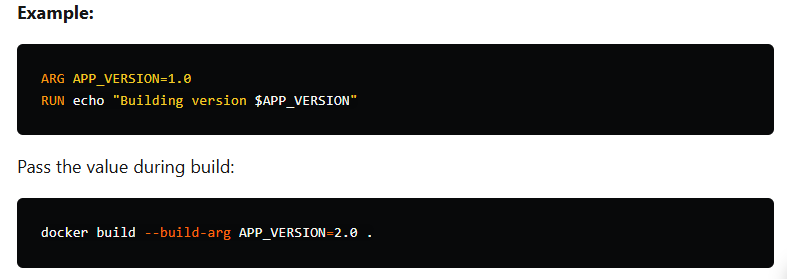 Example:
ARG APP_VERSION=1.0
RUN echo "Building version $APP_VERSION"
Pass the value during build:
docker build --build-arg APP_VERSION=2.0 .